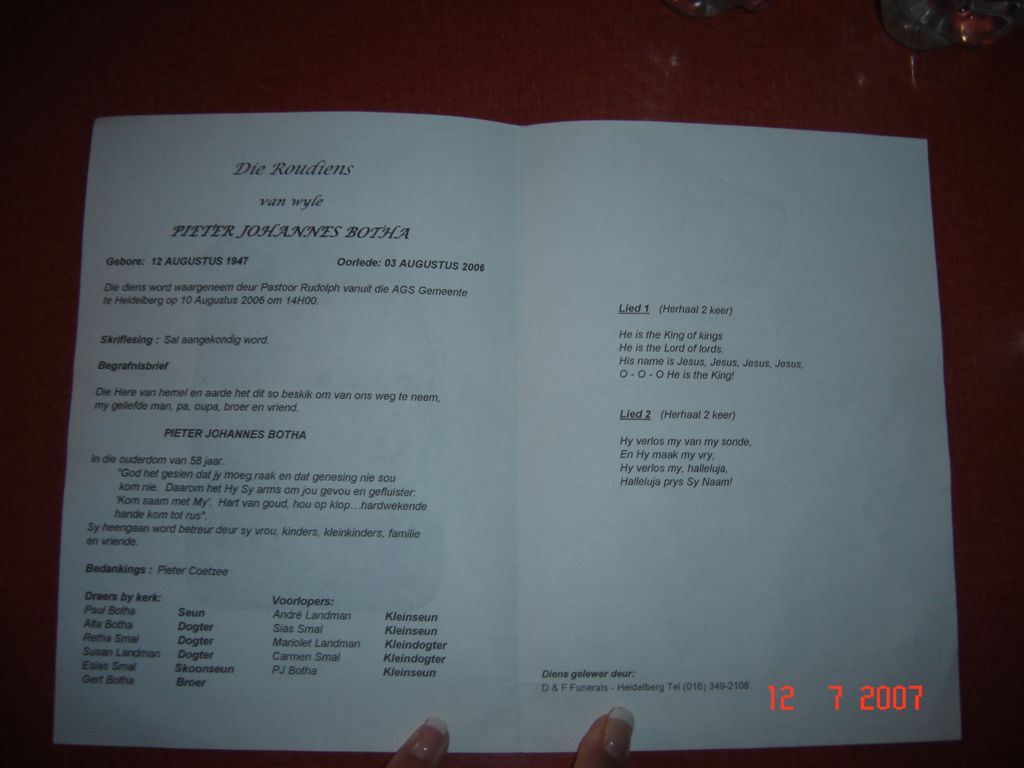 Die Roudiens
van wyle
PIETER JOHANNES BOTHA
Gebore: 12 AUGUSTUS 1947 Oorlede: 03 AUGUSTUS 2006
Die diens word waargeneem deur Pastoor Rudolph vanuit die AGS Gemeente
te Heidelberg op 10 Augustus 2006 om 14H00.
Skriflesing : Sal aangekondig word.
Begrafnisbrief
Die Here van hemel en aarde het dit so beskik om van ons weg te neem,
my geliefde man, pa, oupa, broer en vriend.
PIETER JOHANNES BOTHA
In die ouderdom van 58 jaar.
"God het gesien dat jy moeg raak en dat genesing nie sou
kom nie. Daarom het Hy Sy arms om jou gevou en gefluister:
'Kom saam met My'. Hart van goud, hou op klop...hardwekende
hande kom tot rus".
Sy heengaan word betreur deur sy vrou, kinders, kleinkinders, familie
en vriende.
Bedankings : Pieter Coetzee
Draers by kerk:
Paul Botha Seun
Alta Botha Dogter
Retha Smal Dogter
Susan Landman Dogter
Esias Smal Skoonseun
Gert Botha Broer
Voorlopers:
André Landman Kleinseun
Sias Smal Kleinseun
Mariolet Landman Kleindogter
Carmen Smal Kleindogter
PJ Botha Kleinseun
Lied 1 (Herhaal 2 keer)
He is the King of kings
He is the Lord of lords.
His name is Jesus, Jesus, Jesus, Jesus,
O - O - O He is the King!
Lied 2 (Herhaal 2 keer)
Hy verlos my van my sonde,
En Hy maak my vry,
Hy verlos my, halleluja,
Halleluja prys Sy Naam!
Diens gelewer deur:
D & F Funerals - Heidelberg Tel (016) 349-2106
12 7 2007